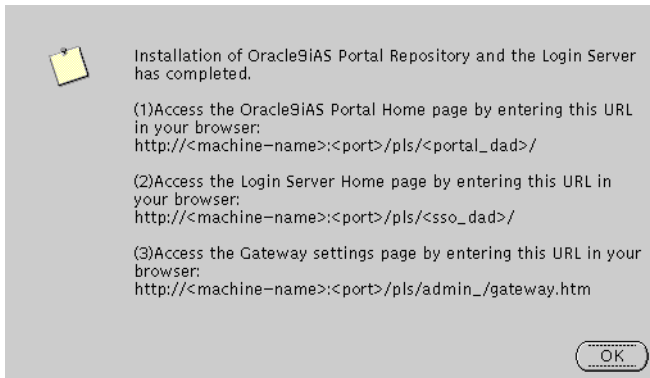 Installation of Oracle9iAS Portal Repository and the Login Server
has completed.
(1)Access the Oracle9iAS Portal Home page by entering this URL
in your browser:
http://<machine-name>:<port>/pls/<portal_dad>/
(2)Access the Login Server Home page by entering this URL in
your browser:
http://<machine-name>:<port>/pls/<sso_dad>/
(3)Access the Gateway settings page by entering this URL in your
browser:
http://<machine-name>:<port>/pls/admin_/gateway.htm
OK